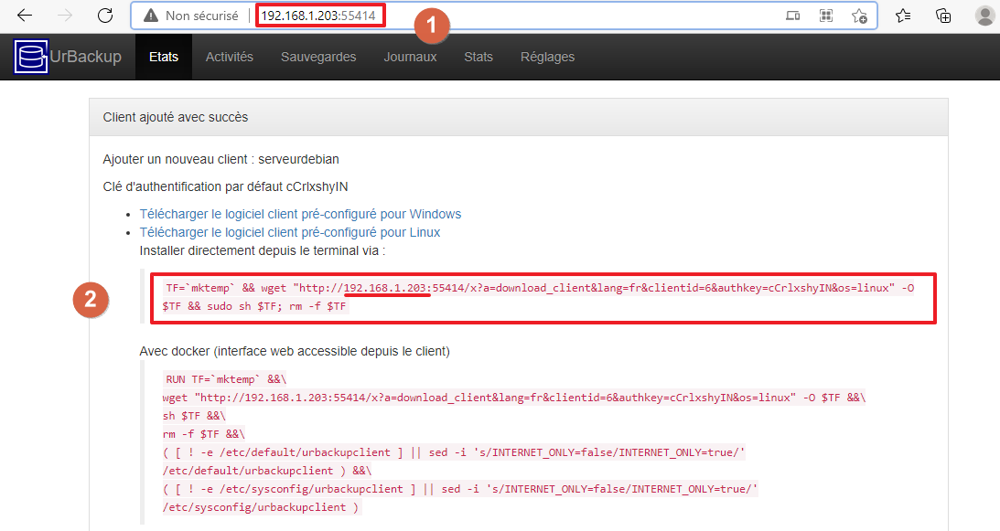 Non sécurisé 192.168.1.203:55414
1
UrBackup Etats Activités Sauvegardes Journaux Stats Réglages
Client ajouté avec succès
Ajouter un nouveau client : serveurdebian
Clé d'authentification par défaut cCrlxshyIN
Télécharger le logiciel client pré-configuré pour Windows
Télécharger le logiciel client pré-configuré pour Linux
Installer directement depuis le terminal via :
2
TF=`mktemp` && wget "http://192.168.1.203:55414/x?a=download_client&lang=fr&clientid=6&authkey=cCrlxshyIN&os=linux" -O
$TF && sudo sh $TF; rm -f $TF
Avec docker (interface web accessible depuis le client)
RUN TF=`mktemp` &&\
wget "http://192.168.1.203:55414/x?a=download_client&lang=fr&clientid=6&authkey=cCrlxshyIN&os=linux" -O $TF &&\
sh $TF &&\
rm -f $TF &&\
( [ ! -e /etc/default/urbackupclient ] || sed -i 's/INTERNET_ONLY=false/INTERNET_ONLY=true/'
/etc/default/urbackupclient ) &&\
( [ ! -e /etc/sysconfig/urbackupclient ] || sed -i 's/INTERNET_ONLY=false/INTERNET_ONLY=true/'
/etc/sysconfig/urbackupclient )